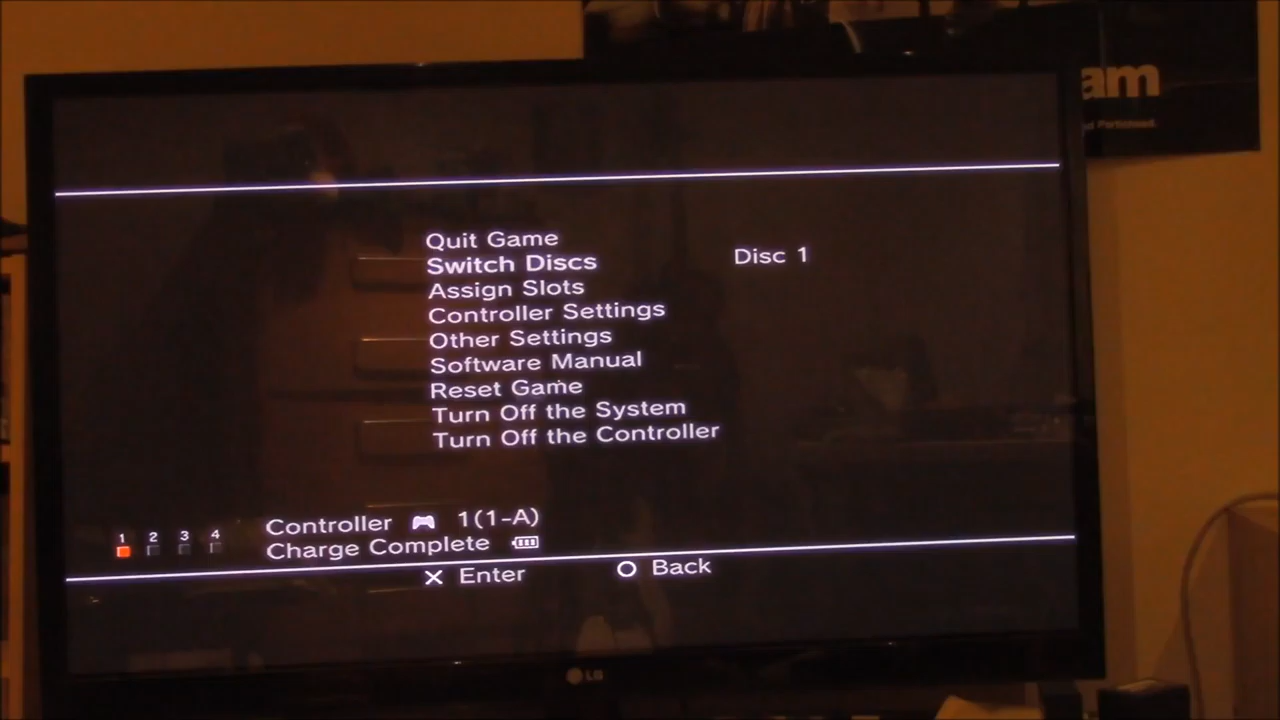 am
d Portishead.
Quit Game
Switch Discs Disc 1
Assign Slots
Controller Settings
Other Settings
Software Manual
Reset Game
Turn Off the System
Turn Off the Controller
1 2 3 4
Controller 1(1-A)
Charge Complete
X Enter O Back
LG